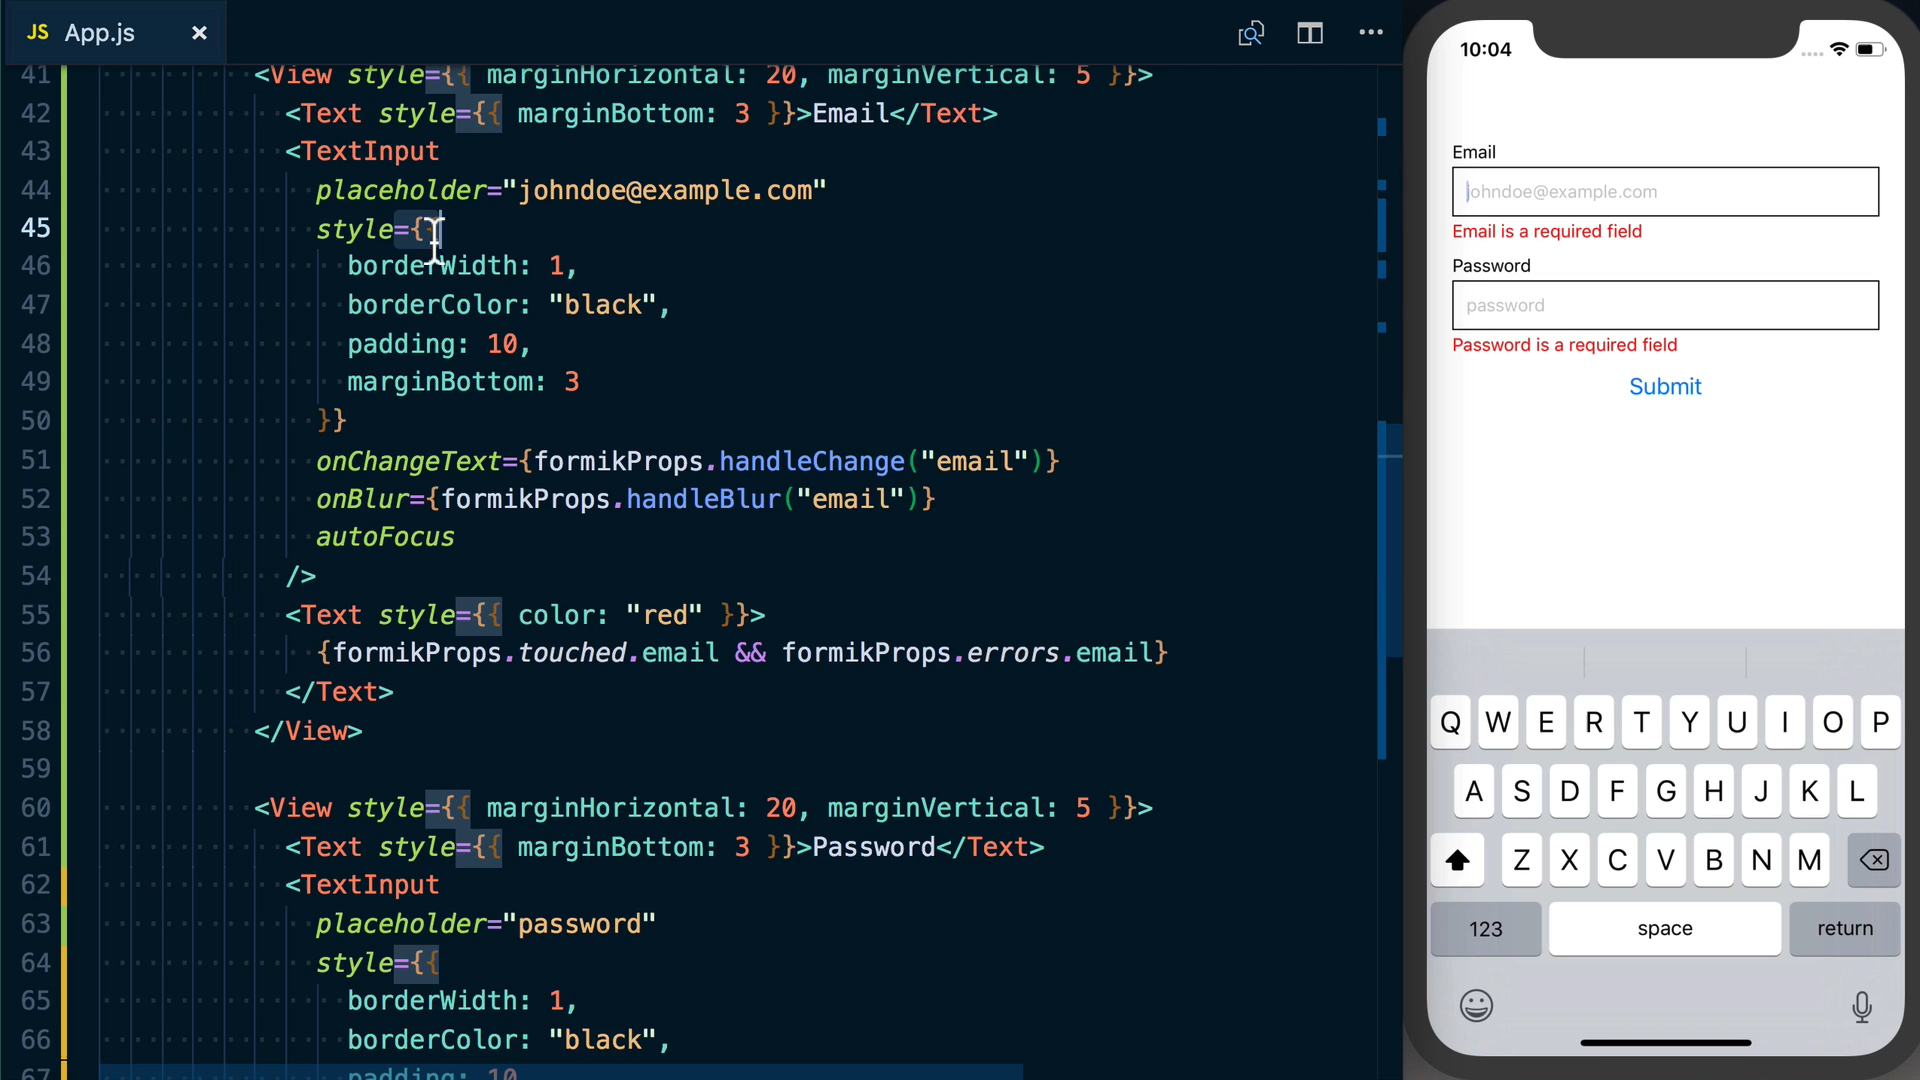 JS App.js
41 <View style={{ marginHorizontal: 20, marginVertical: 5 }}>
42 <Text style={{ marginBottom: 3 }}>Email</Text>
43 <TextInput
44 placeholder="johndoe@example.com"
45 style={{
46 borderWidth: 1,
47 borderColor: "black",
48 padding: 10,
49 marginBottom: 3
50 }}
51 onChangeText={formikProps.handleChange("email")}
52 onBlur={formikProps.handleBlur("email")}
53 autoFocus
54 />
55 <Text style={{ color: "red" }}>
56 {formikProps.touched.email && formikProps.errors.email}
57 </Text>
58 </View>
59
60 <View style={{ marginHorizontal: 20, marginVertical: 5 }}>
61 <Text style={{ marginBottom: 3 }}>Password</Text>
62 <TextInput
63 placeholder="password"
64 style={{
65 borderWidth: 1,
66 borderColor: "black",
67 padding: 10
10:04
Email
johndoe@example.com
Email is a required field
Password
password
Password is a required field
Submit
Q W E R T Y U I O P
A S D F G H J K L
Z X C V B N M
123 space return